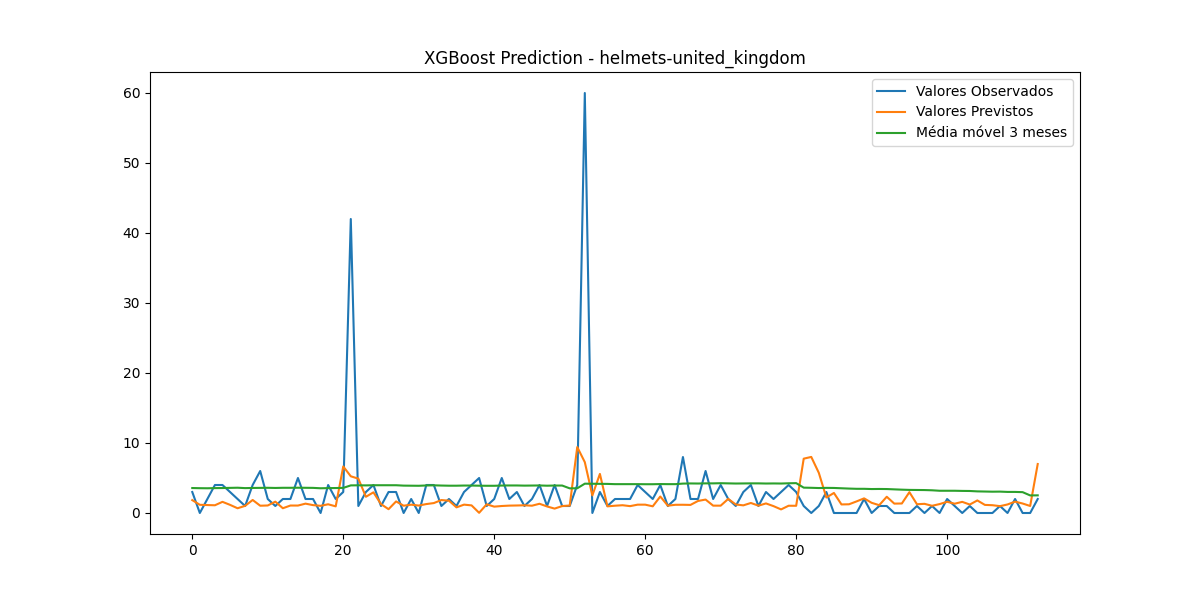 XGBoost Prediction - helmets-united_kingdom
Valores Observados
Valores Previstos
Média móvel 3 meses
60
50
40
30
20
10
0
0 20 40 60 80 100